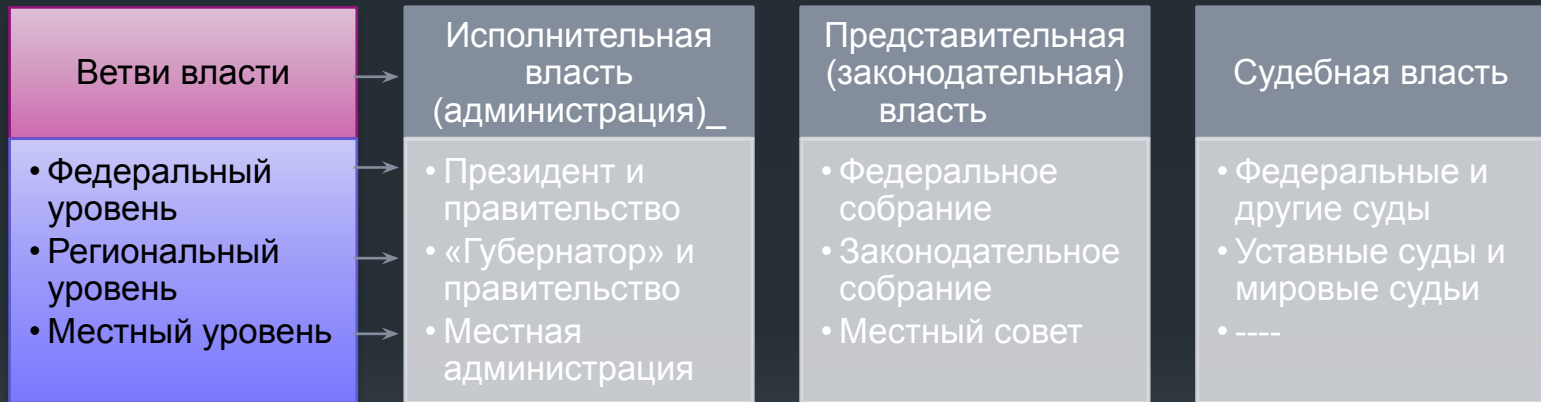 Ветви власти
• Федеральный
уровень
• Региональный
уровень
• Местный уровень
Исполнительная
власть
(администрация)_
• Президент и
правительство
• «Губернатор» и
правительство
• Местная
администрация
Представительная
(законодательная)
власть
• Федеральное
собрание
• Законодательное
собрание
• Местный совет
Судебная власть
• Федеральные и
другие суды
• Уставные суды и
мировые судьи
• ----